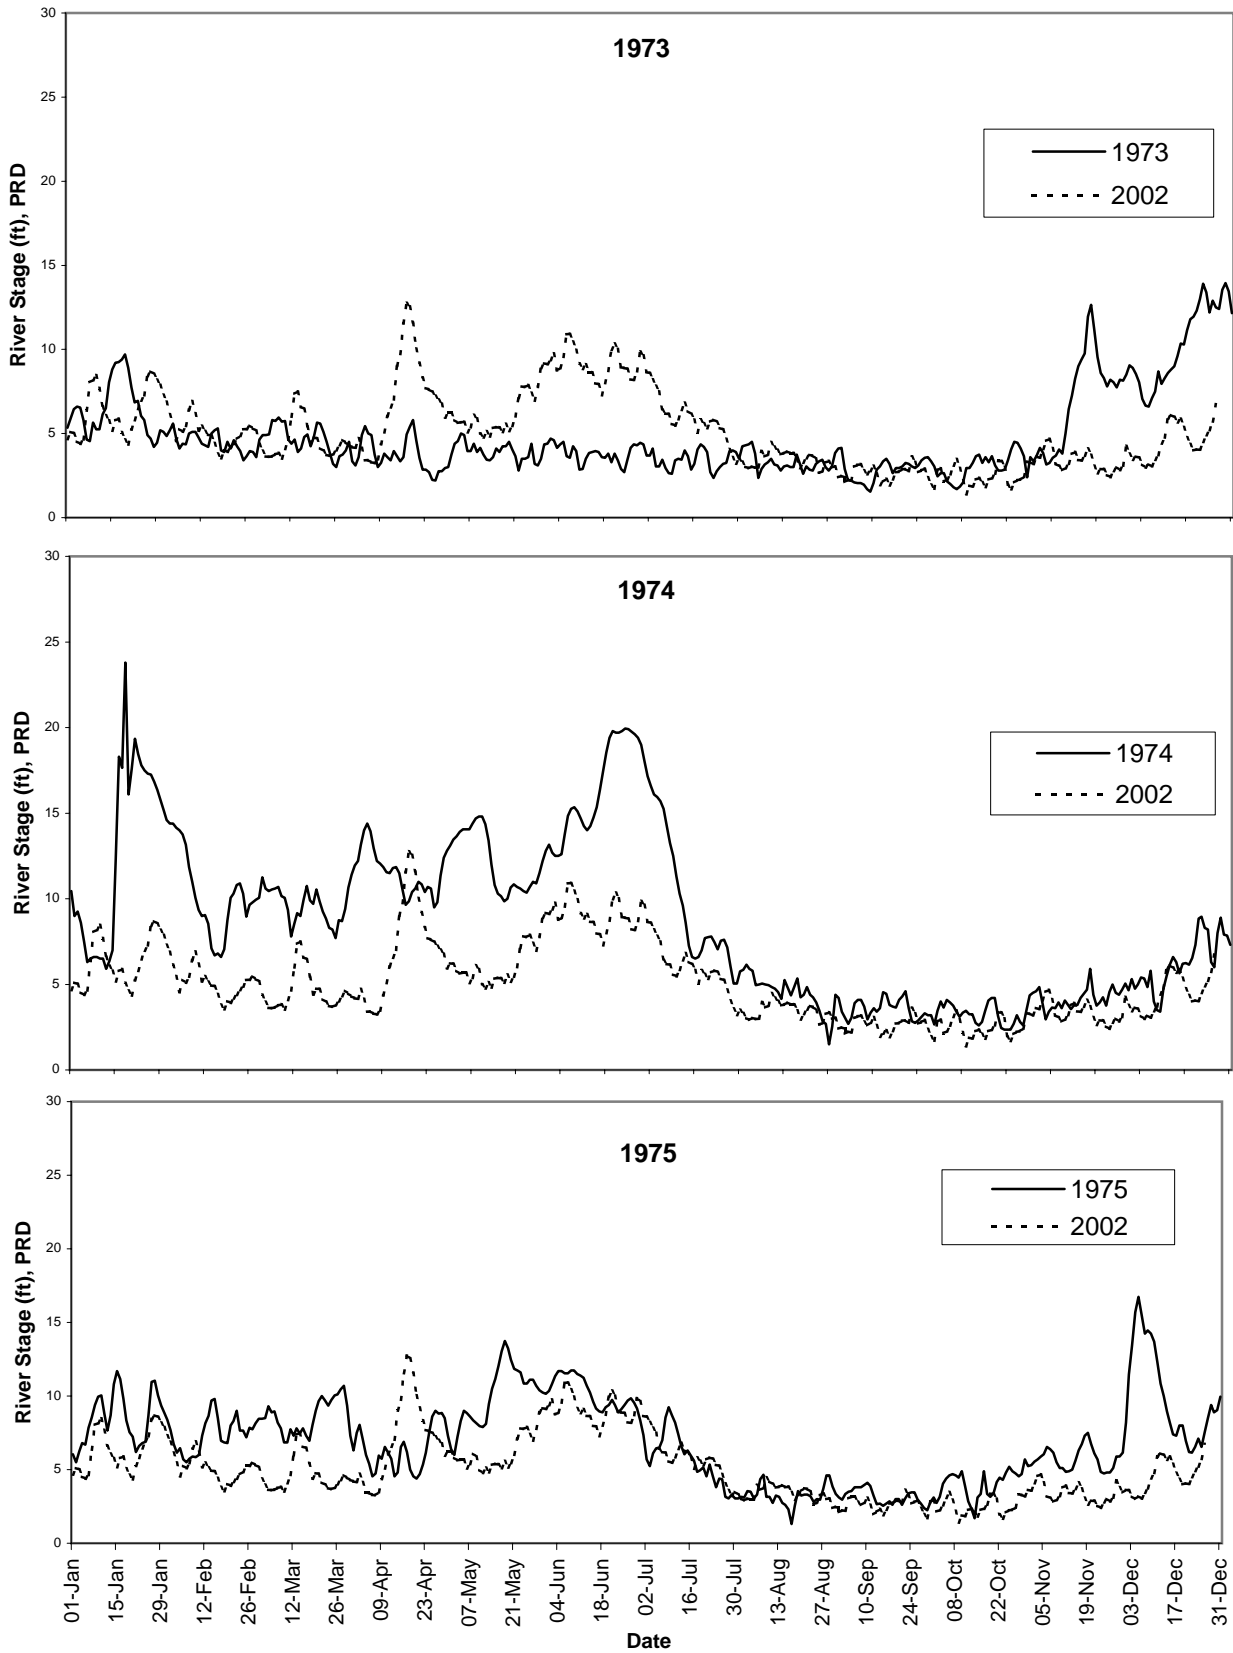 1973
30
25
20
15
10
5
0
River Stage (ft), PRD
1973
2002
1974
30
25
20
15
10
5
0
River Stage (ft), PRD
1974
2002
1975
30
25
20
15
10
5
0
River Stage (ft), PRD
1975
2002
01-Jan
15-Jan
29-Jan
12-Feb
26-Feb
12-Mar
26-Mar
09-Apr
23-Apr
07-May
21-May
04-Jun
18-Jun
02-Jul
16-Jul
30-Jul
13-Aug
27-Aug
10-Sep
24-Sep
08-Oct
22-Oct
05-Nov
19-Nov
03-Dec
17-Dec
31-Dec
Date